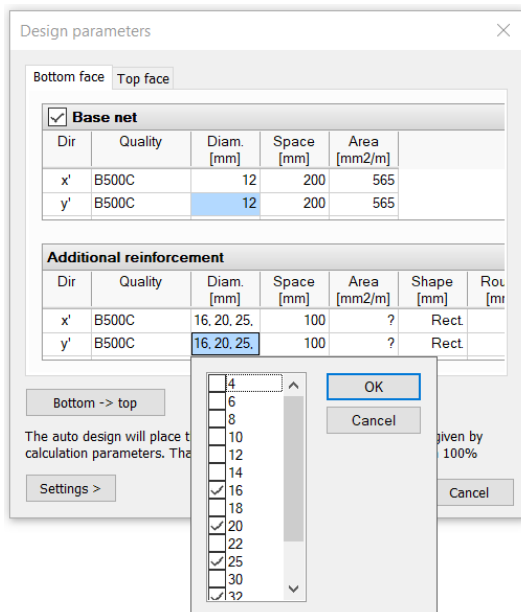 Design parameters
Bottom face Top face
Base net
Dir Quality Diam. [mm] Space [mm] Area [mm2/m]
x' B500C 12 200 565
y' B500C 12 200 565
Additional reinforcement
Dir Quality Diam. [mm] Space [mm] Area [mm2/m] Shape [mm]
x' B500C 16, 20, 25, 100 ? Rect.
y' B500C 16, 20, 25, 100 ? Rect.
4
6
8
10
12
14
16
18
20
22
25
30
32
OK
Cancel
Bottom -> top
The auto design will place given by
calculation parameters. 100%
Settings >
Cancel